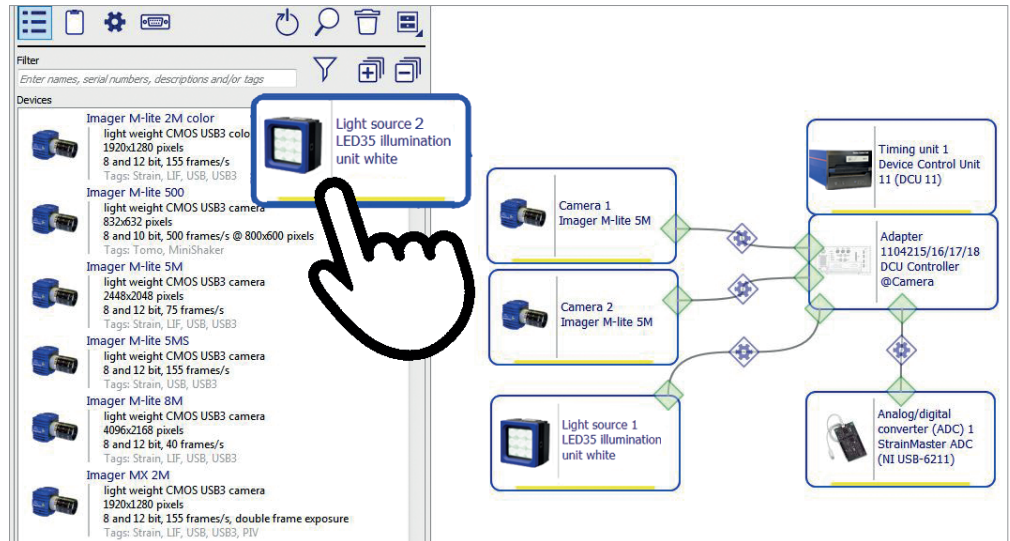 Filter
Enter names, serial numbers, descriptions and/or tags
Devices
Imager M-lite 2M color
light weight CMOS USB3 colo
1920x1280 pixels
8 and 12 bit, 155 frames/s
Tags: Strain, LIF, USB, USB3
Imager M-lite 500
light weight CMOS USB3 camera
832x632 pixels
8 and 10 bit, 500 frames/s @ 800x600 pixels
Tags: Tomo, MiniShaker
Imager M-lite 5M
light weight CMOS USB3 camera
2448x2048 pixels
8 and 12 bit, 75 frames/s
Tags: Strain, LIF, USB, USB3
Imager M-lite 5MS
light weight CMOS USB3 camera
8 and 12 bit, 155 frames/s
Tags: Strain, USB, USB3
Imager M-lite 8M
light weight CMOS USB3 camera
4096x2168 pixels
8 and 12 bit, 40 frames/s
Tags: Strain, LIF, USB, USB3
Imager MX 2M
light weight CMOS USB3 camera
1920x1280 pixels
8 and 12 bit, 155 frames/s, double frame exposure
Tags: Strain, LIF, USB, USB3, PIV
Light source 2
LED35 illumination
unit white
Camera 1
Imager M-lite 5M
Camera 2
Imager M-lite 5M
Light source 1
LED35 illumination
unit white
Timing unit 1
Device Control Unit
11 (DCU 11)
Adapter
1104215/16/17/18
DCU Controller
@Camera
Analog/digital
converter (ADC) 1
StrainMaster ADC
(NI USB-6211)